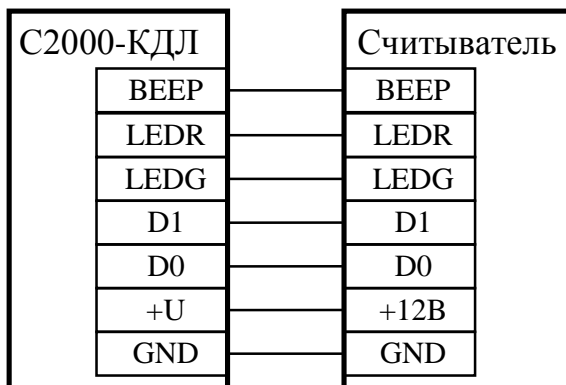 С2000-КДЛ Считыватель
BEEP BEEP
LEDR LEDR
LEDG LEDG
D1 D1
D0 D0
+U +12В
GND GND